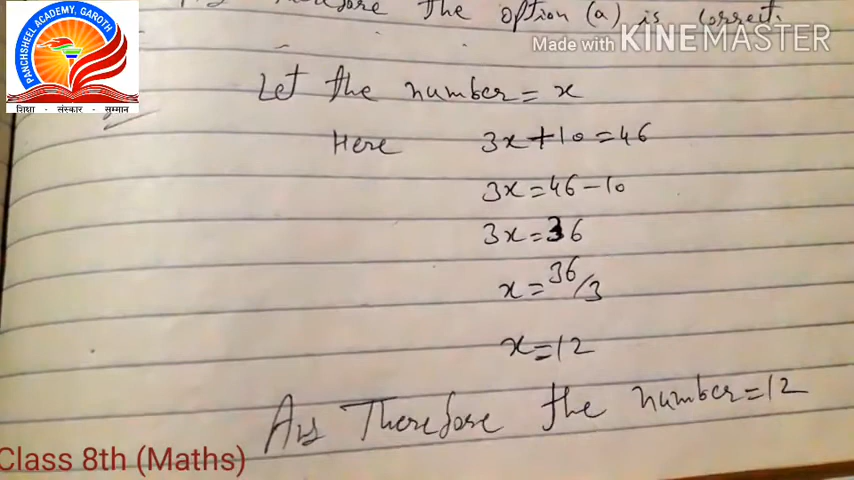 Therefore the option (a) is correct.
Made with KINEMASTER
PANCHSHEEL ACADEMY, GAROTH
शिक्षा - संस्कार - सम्मान
Let the number = x
Here 3x+10=46
3x=46-10
3x=36
x=36/3
x=12
Ans Therefore the number=12
Class 8th (Maths)